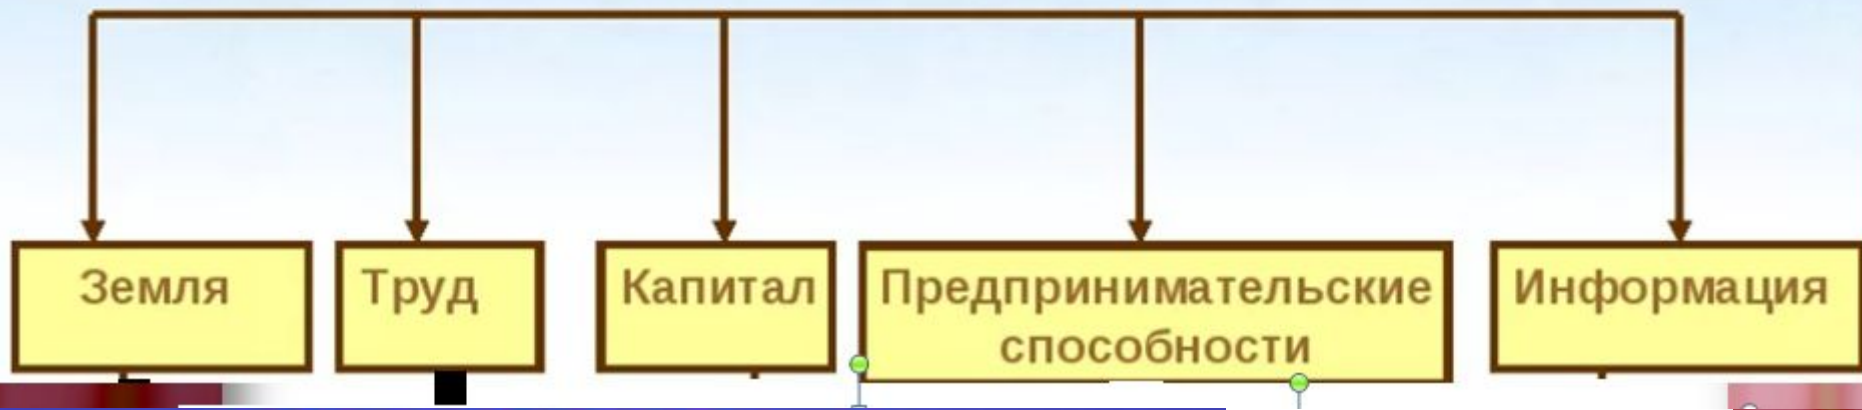 Земля
Труд
Капитал
Предпринимательские
способности
Информация